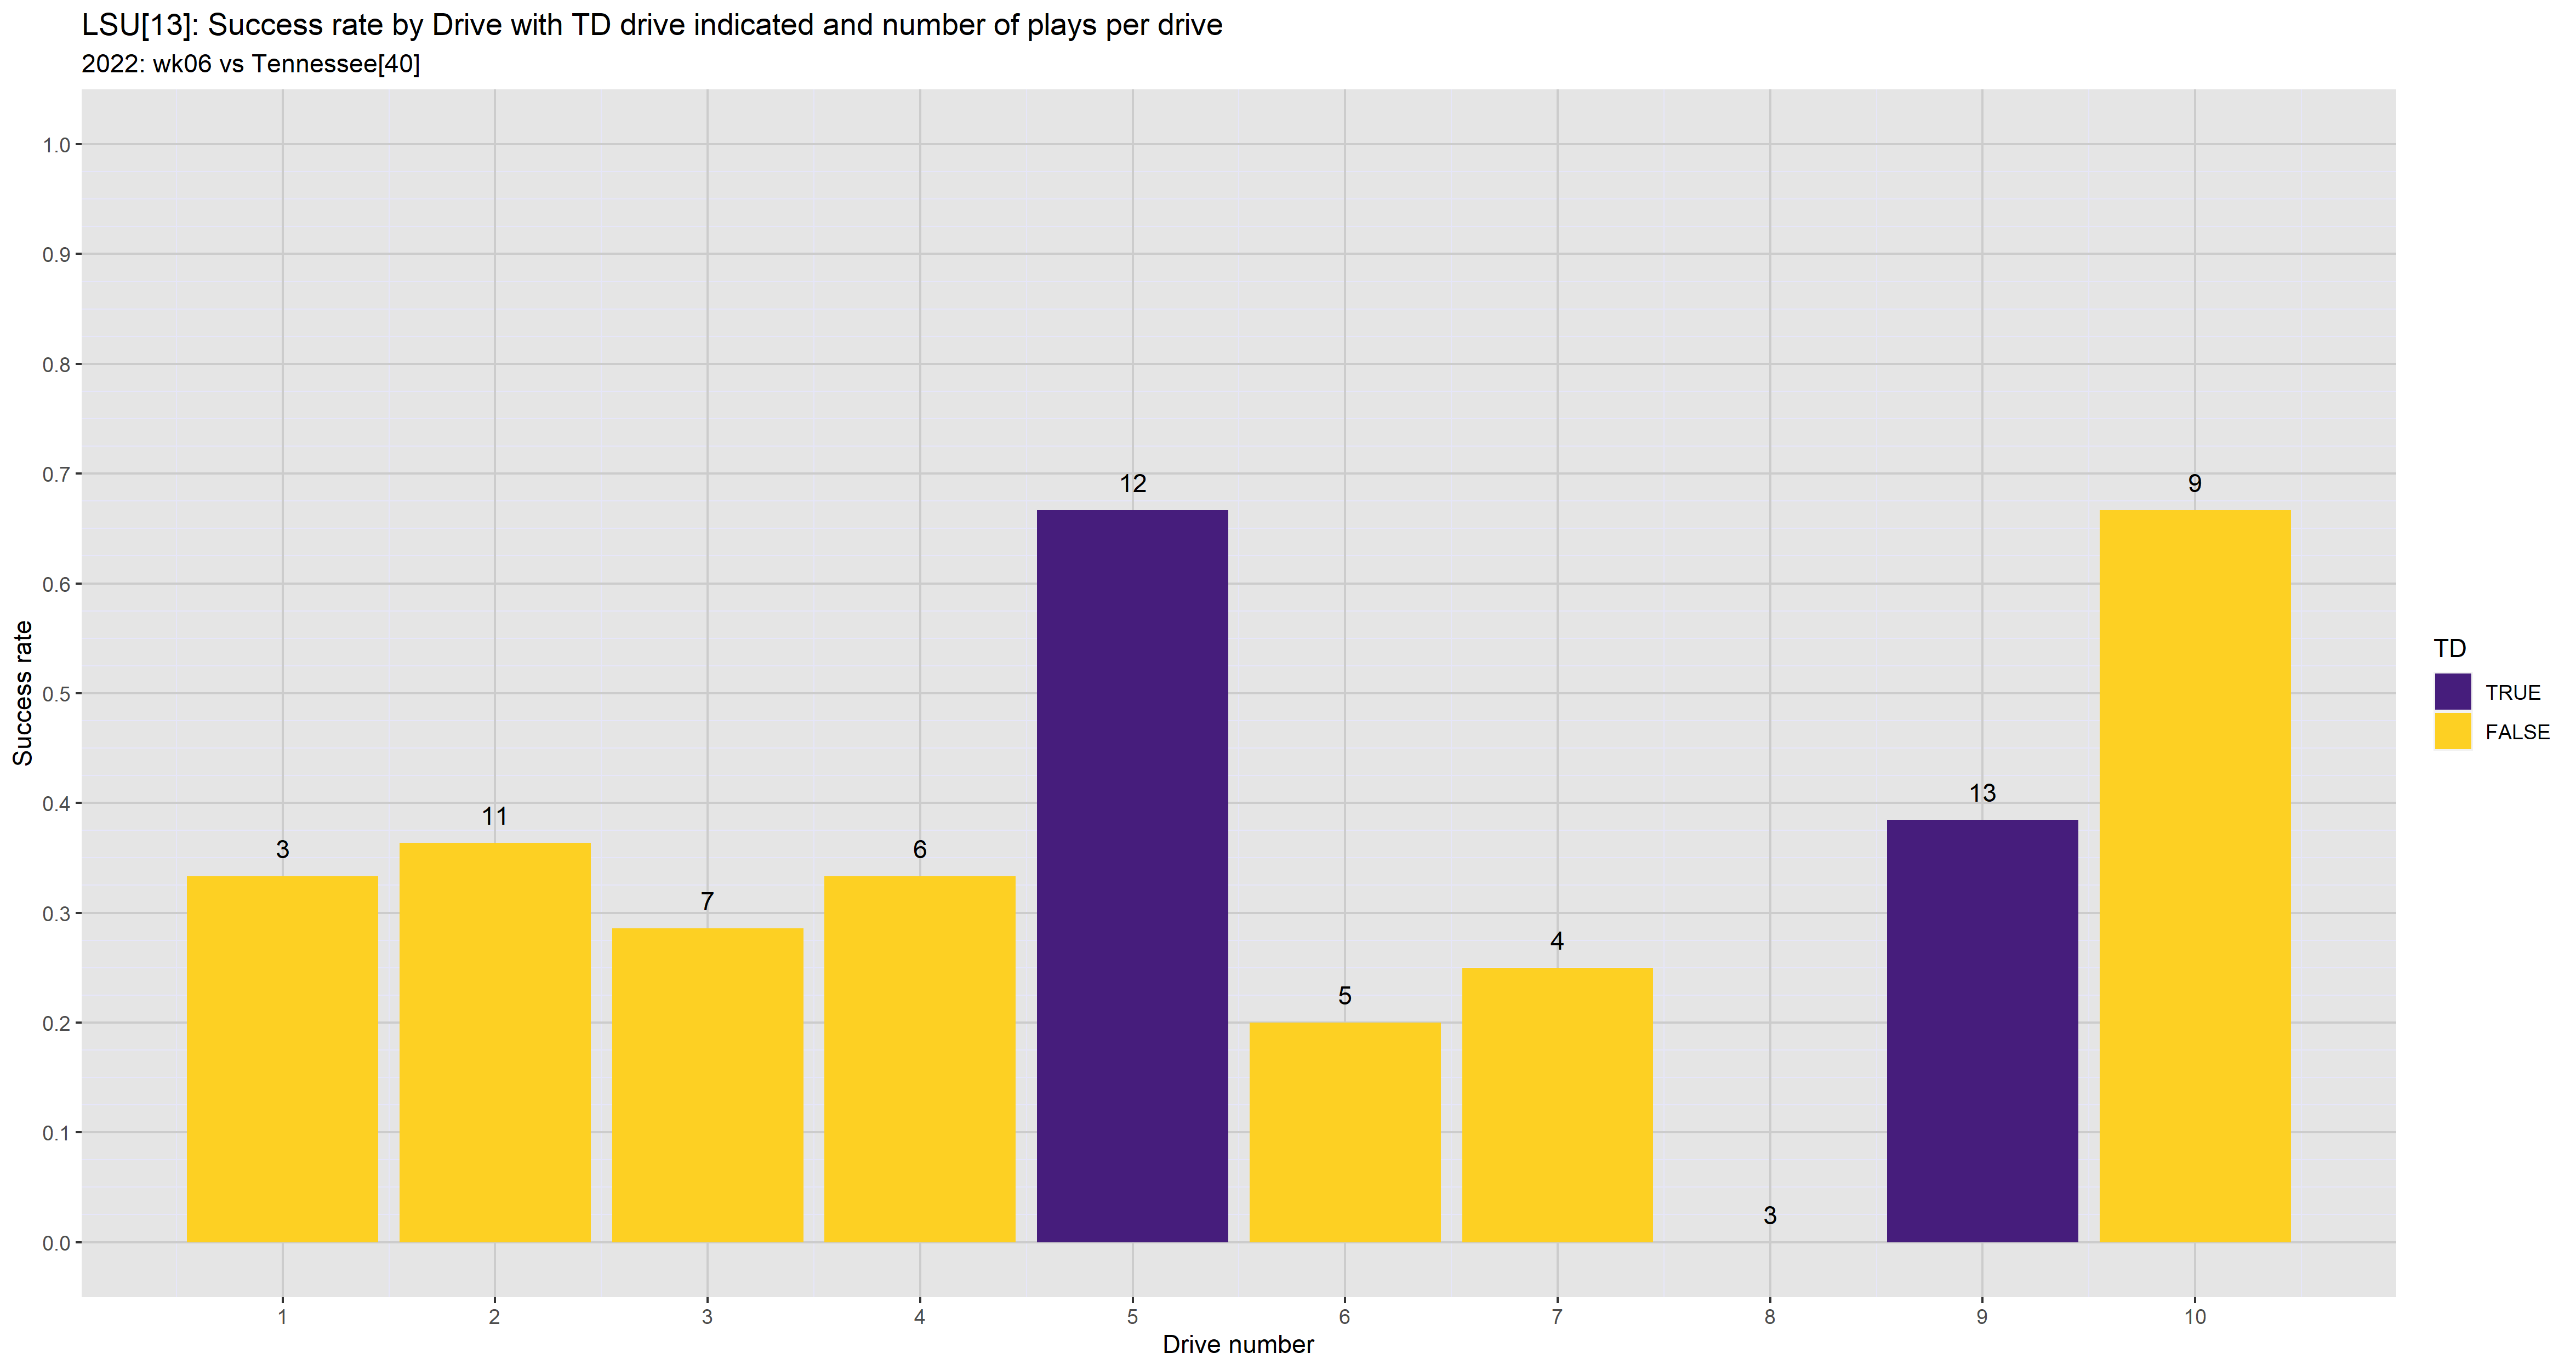 LSU[13]: Success rate by Drive with TD drive indicated and number of plays per drive
2022: wk06 vs Tennessee[40]
1.0
0.9
0.8
0.7
0.6
0.5
0.4
0.3
0.2
0.1
0.0
Success rate
3
11
7
6
12
5
4
3
13
9
1 2 3 4 5 6 7 8 9 10
Drive number
TD
TRUE
FALSE